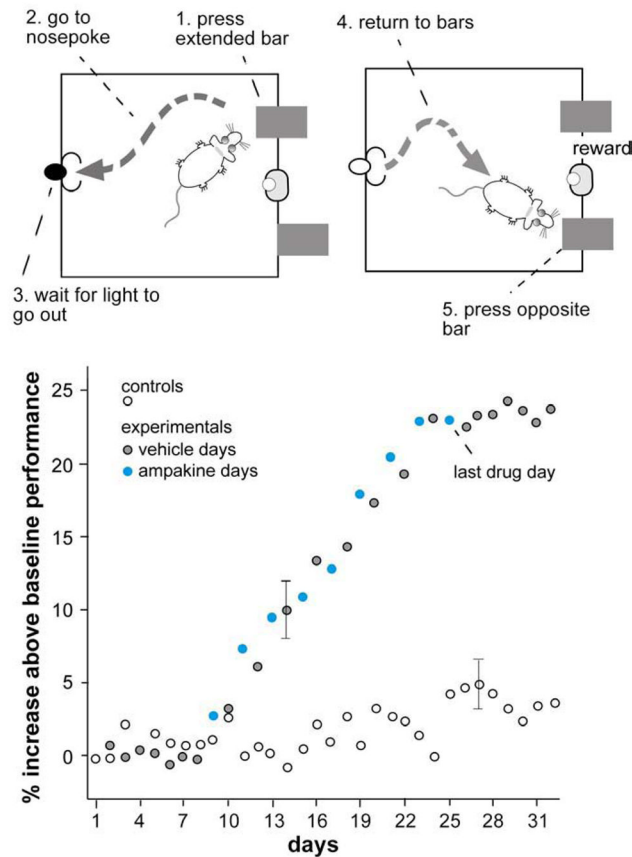 2. go to
nosepoke
1. press
extended bar
4. return to bars
reward
3. wait for light to
go out
5. press opposite
bar
% increase above baseline performance
25
20
15
10
5
0
controls
experimentals
vehicle days
ampakine days
last drug day
1 4 7 10 13 16 19 22 25 28 31
days